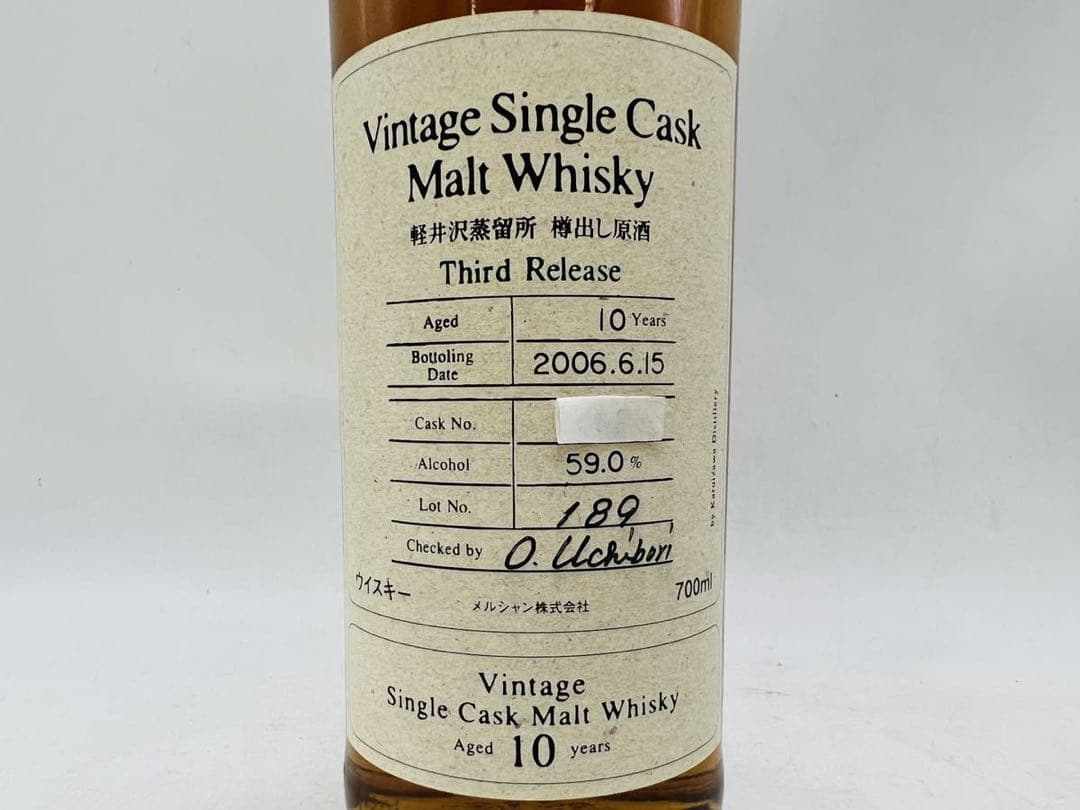 Vintage Single Cask
Malt Whisky
軽井沢蒸留所 樽出し原酒
Third Release
Aged 10 Years
Bottoling
Date 2006.6.15
Cask No.
Alcohol 59.0 %
Lot No. 189
Checked by O. Uchibori
by Karuizawa Distillery
ウイスキー
700ml
メルシャン株式会社
Vintage
Single Cask Malt Whisky
Aged 10 years